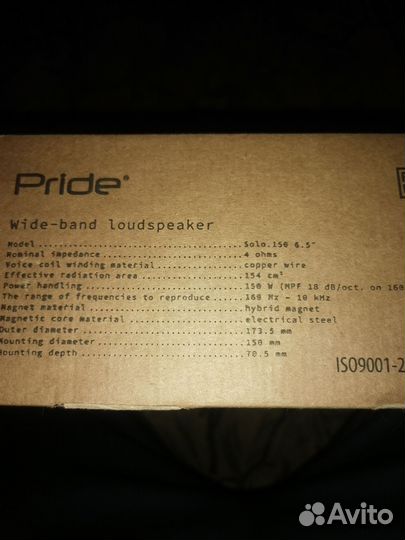 Pride®
Wide-band loudspeaker
Model ........ Solo.150 6.5"
Nominal impedance ........ 4 ohms
Voice coil winding material ........ copper wire
Effective radiation area ........ 154 cm²
Power handling ........ 150 W (MPF 18 dB/oct. on 160
The range of frequencies to reproduce ........ 160 Hz - 10 kHz
Magnet material ........ hybrid magnet
Magnetic core material ........ electrical steel
Outer diameter ........ 173.5 mm
Mounting diameter ........ 150 mm
Mounting depth ........ 70.5 mm
ISO9001-2
Avito